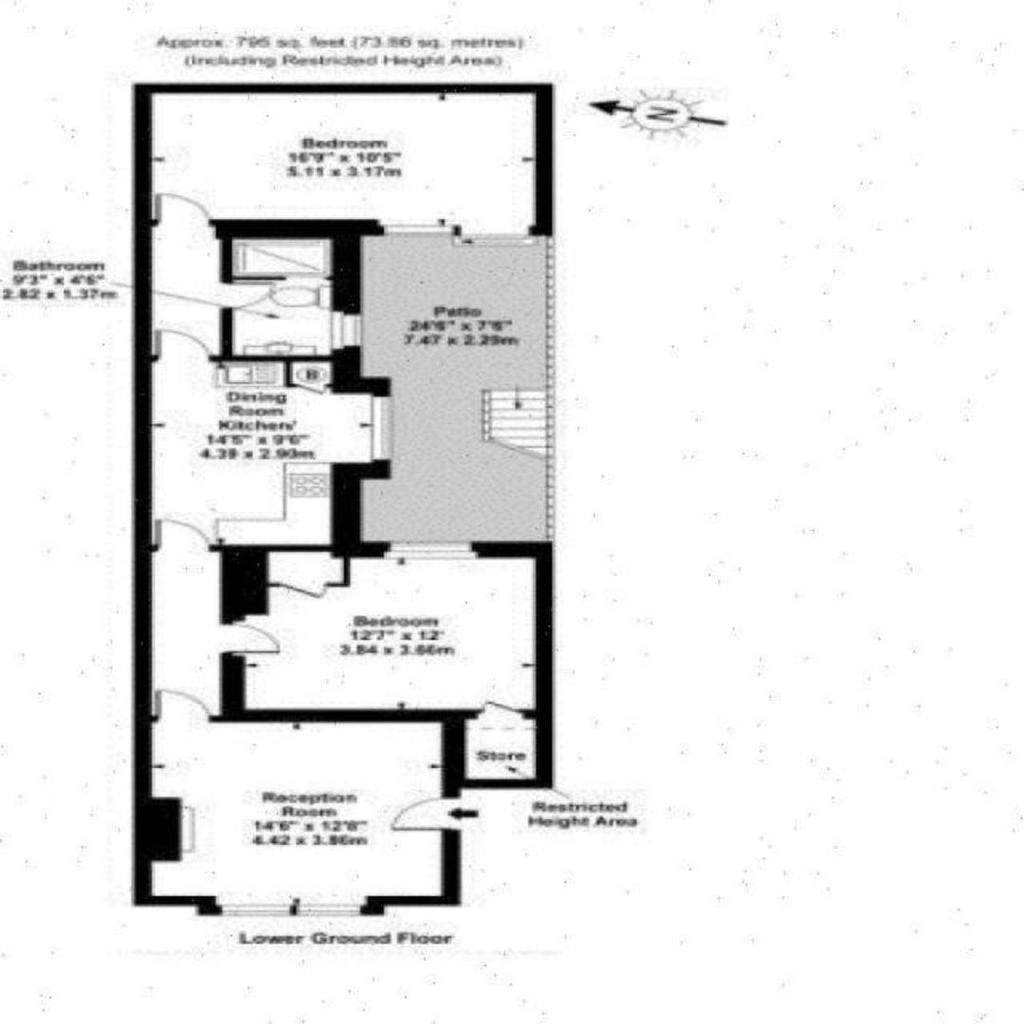 Approx. 795 sq. feet (73.86 sq. metres)
(Including Restricted Height Area)
N
Bedroom
16'9" x 10'5"
5.11 x 3.17m
Bathroom
9'3" x 4'6"
2.82 x 1.37m
Patio
24'6" x 7'6"
7.47 x 2.29m
B
Dining
Room
Kitchen/
14'5" x 9'6"
4.39 x 2.90m
Bedroom
12'7" x 12'
3.84 x 3.66m
Store
Restricted
Height Area
Reception
Room
14'6" x 12'8"
4.42 x 3.86m
Lower Ground Floor